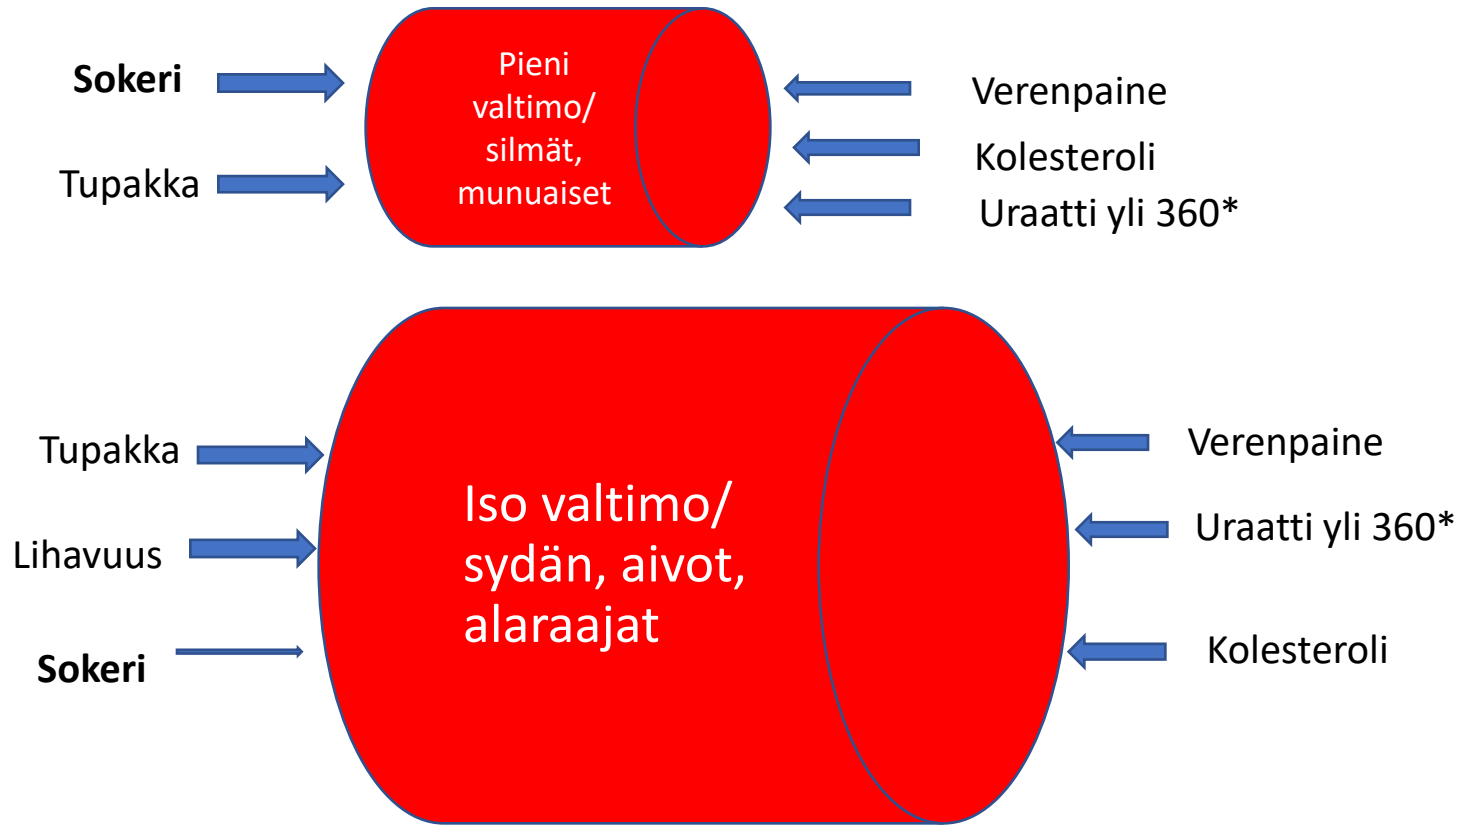 Sokeri
Tupakka
Pieni
valtimo/
silmät,
munuaiset
Verenpaine
Kolesteroli
Uraatti yli 360*
Tupakka
Lihavuus
Sokeri
Iso valtimo/
sydän, aivot,
alaraajat
Verenpaine
Uraatti yli 360*
Kolesteroli